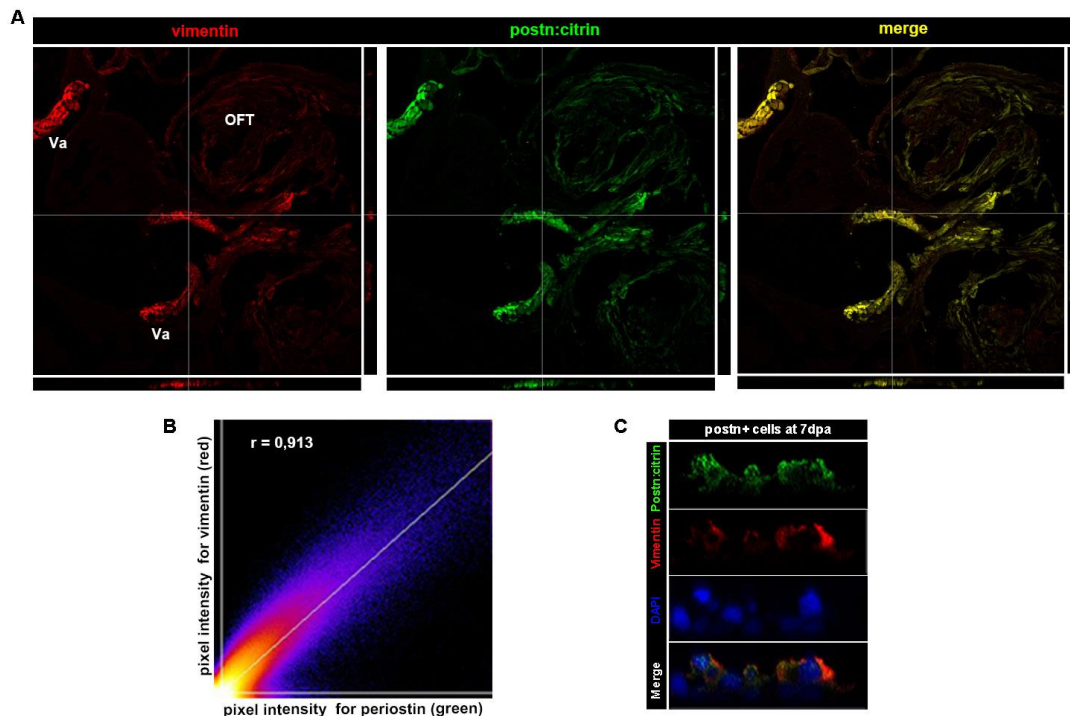 A
vimentin postn:citrin merge
OFT
Va
Va
B
r = 0,913
pixel intensity for vimentin (red)
pixel intensity for periostin (green)
C
postn+ cells at 7dpa
Postn:citrin
Vimentin
DAPI
Merge